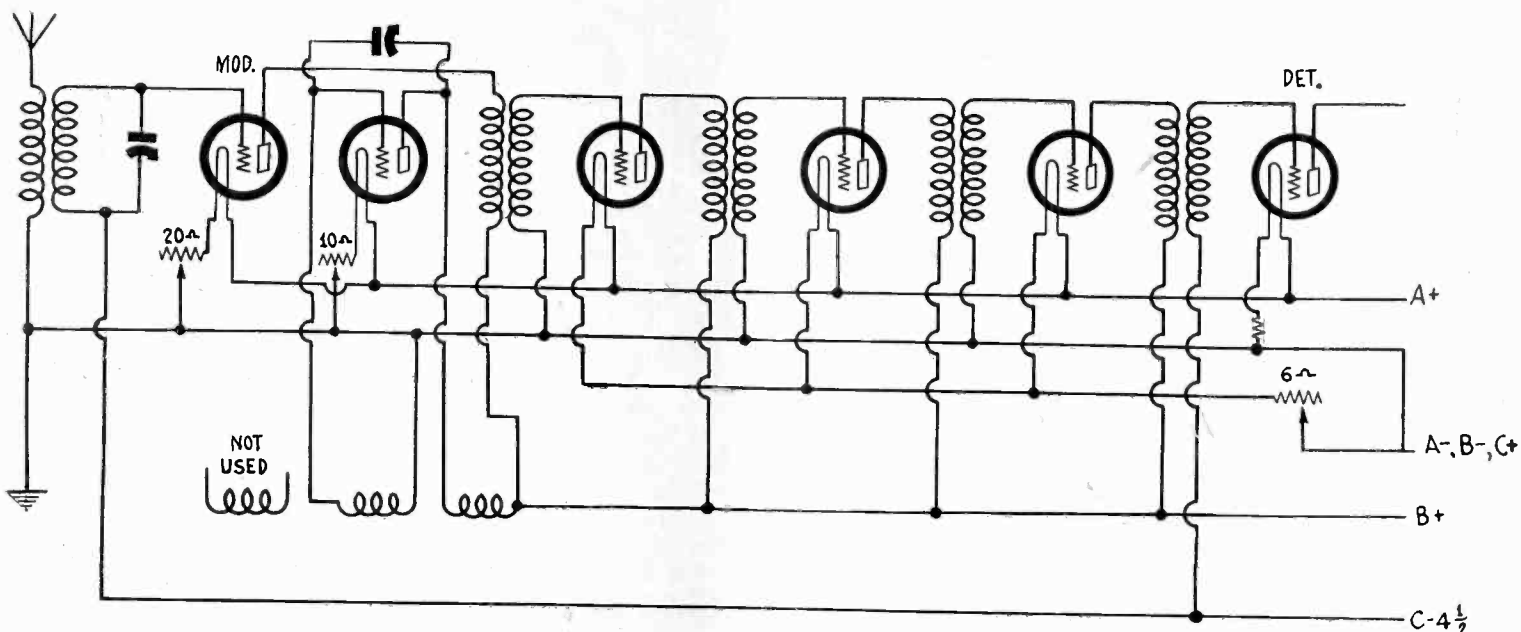 MOD.
DET.
20Ω
10Ω
A+
6Ω
NOT
USED
A-, B-, C+
B+
C-4½